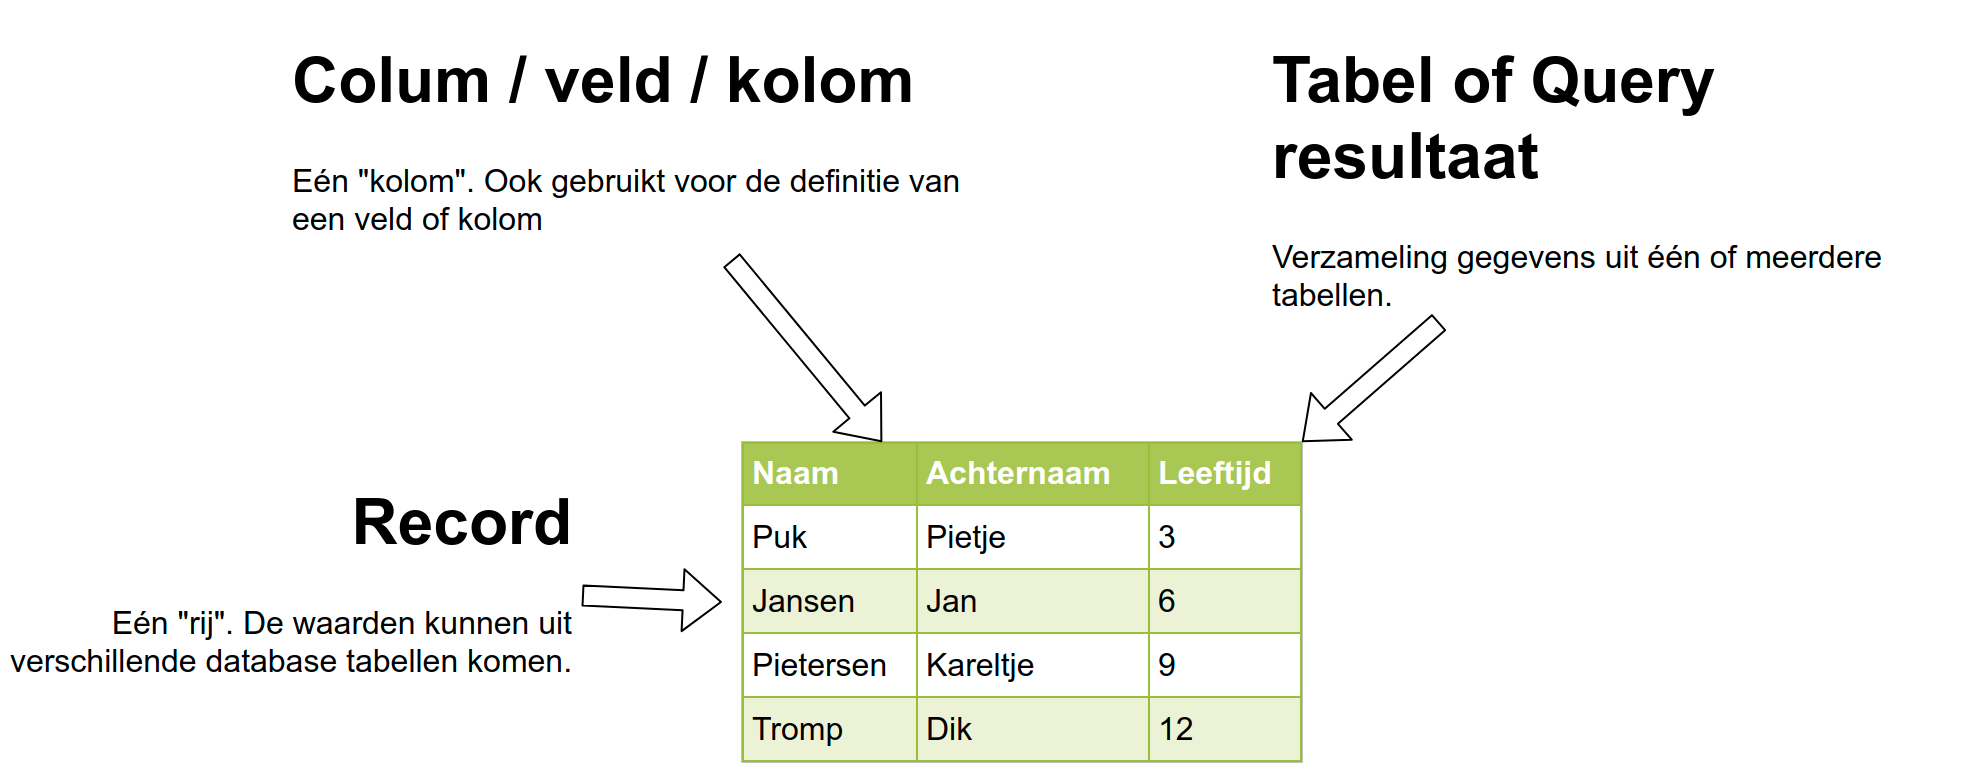 Colum / veld / kolom
Eén "kolom". Ook gebruikt voor de definitie van
een veld of kolom
Tabel of Query
resultaat
Verzameling gegevens uit één of meerdere
tabellen.
Record
Eén "rij". De waarden kunnen uit
verschillende database tabellen komen.
Naam Achternaam Leeftijd
Puk Pietje 3
Jansen Jan 6
Pietersen Kareltje 9
Tromp Dik 12